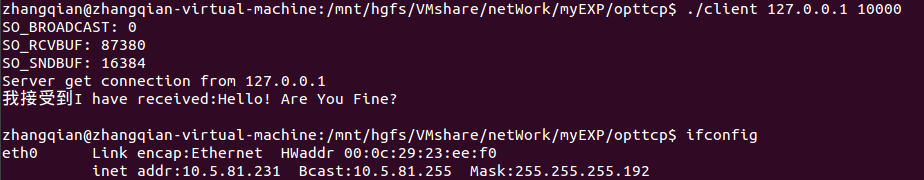 zhangqian@zhangqian-virtual-machine:/mnt/hgfs/VMshare/netWork/myEXP/opttcp$ ./client 127.0.0.1 10000
SO_BROADCAST: 0
SO_RCVBUF: 87380
SO_SNDBUF: 16384
Server get connection from 127.0.0.1
我接受到I have received:Hello! Are You Fine?
zhangqian@zhangqian-virtual-machine:/mnt/hgfs/VMshare/netWork/myEXP/opttcp$ ifconfig
eth0      Link encap:Ethernet  HWaddr 00:0c:29:23:ee:f0
          inet addr:10.5.81.231  Bcast:10.5.81.255  Mask:255.255.255.192